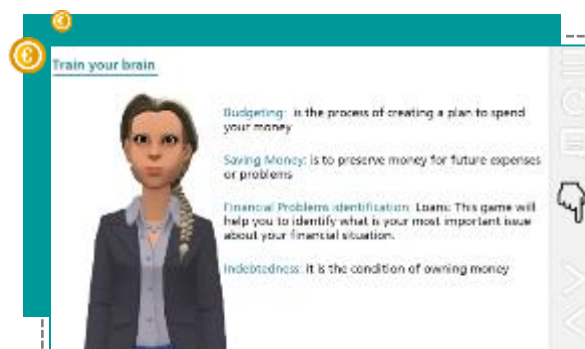 Train your brain
Budgeting: is the process of creating a plan to spend
your money
Saving Money: is to preserve money for future expenses
or problems
Financial Problems identification: Loans: This game will
help you to identify what is your most important issue
about your financial situation.
Indebtedness: it is the condition of owning money